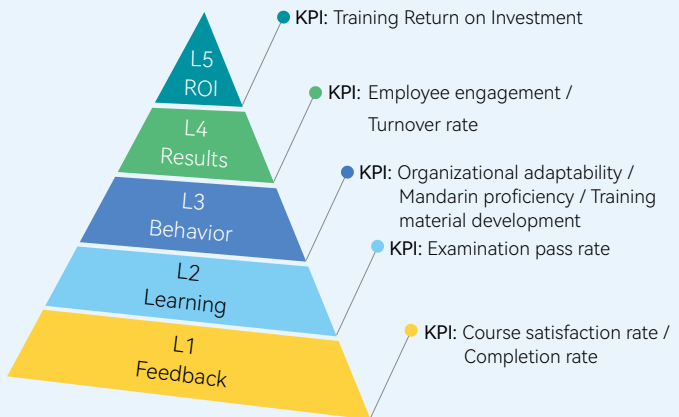 L5
ROI
KPI: Training Return on Investment
L4
Results
KPI: Employee engagement /
Turnover rate
L3
Behavior
KPI: Organizational adaptability /
Mandarin proficiency / Training
material development
L2
Learning
KPI: Examination pass rate
L1
Feedback
KPI: Course satisfaction rate /
Completion rate